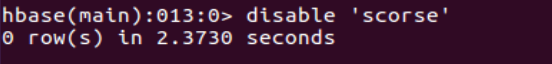 hbase(main):013:0> disable 'scorse'
0 row(s) in 2.3730 seconds